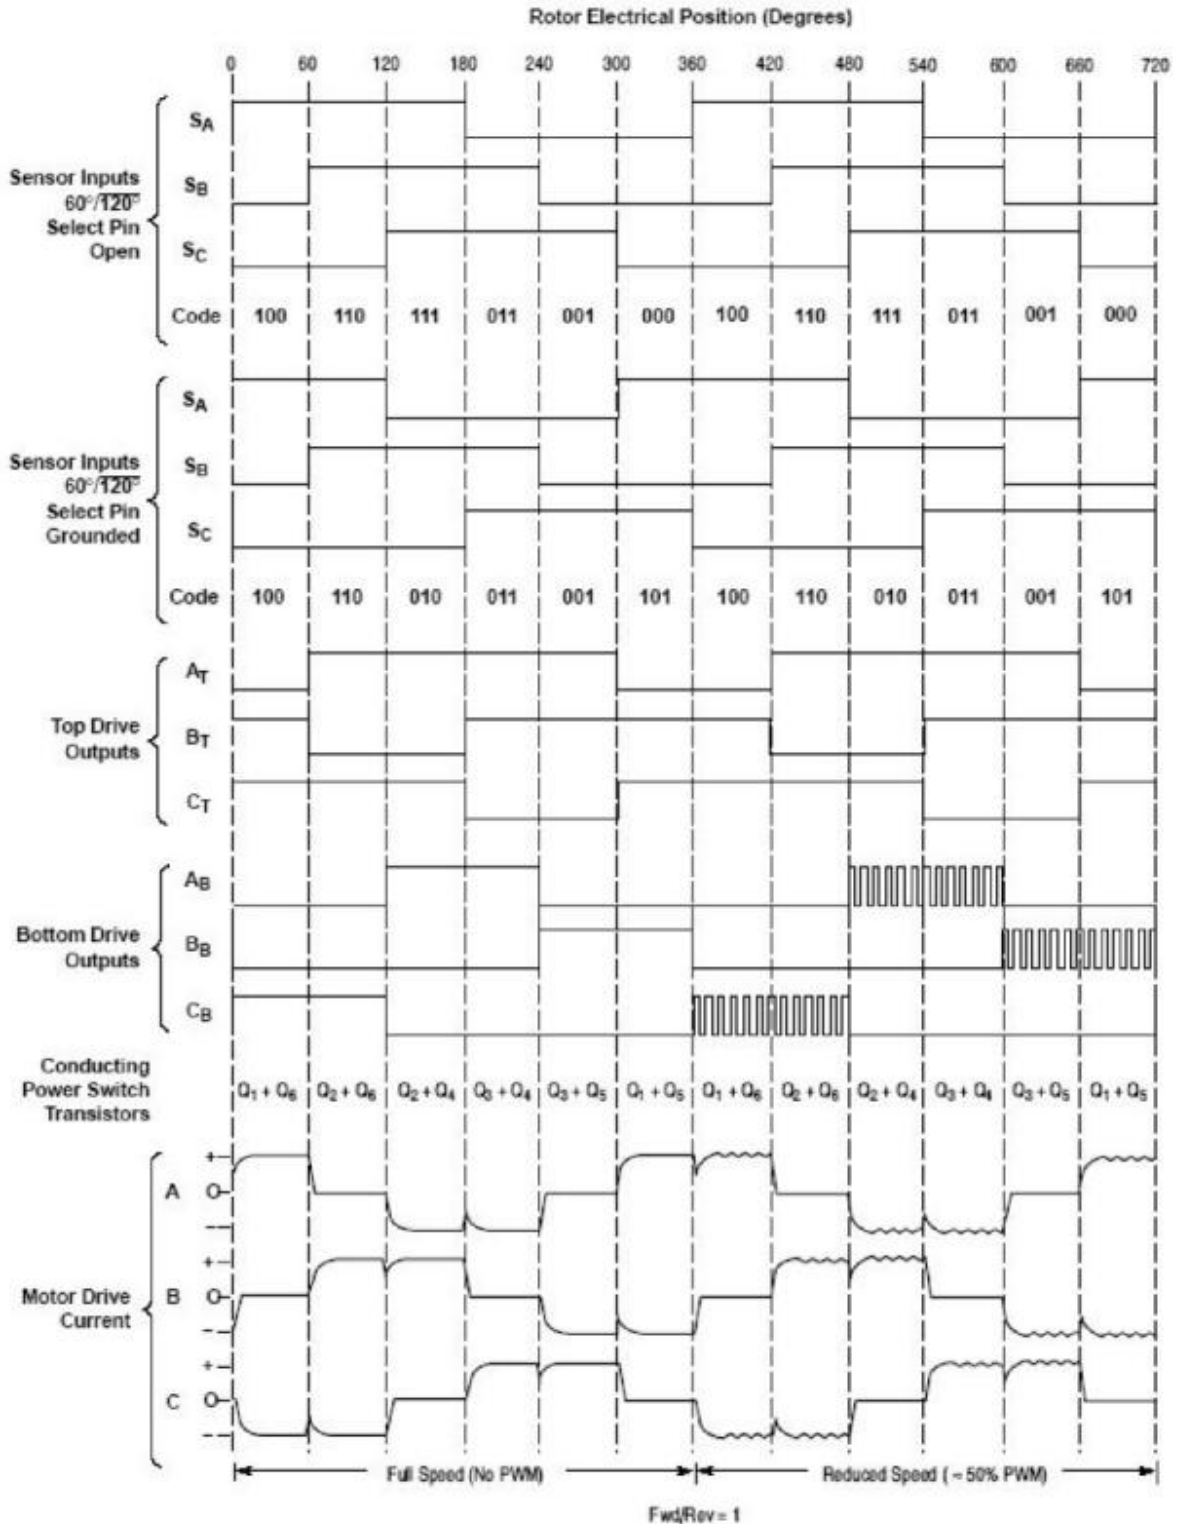 Rotor Electrical Position (Degrees)
0 60 120 180 240 300 360 420 480 540 600 660 720
Sensor Inputs
60°/120°
Select Pin
Open
SA
SB
SC
Code 100 110 111 011 001 000 100 110 111 011 001 000
Sensor Inputs
60°/120°
Select Pin
Grounded
SA
SB
SC
Code 100 110 010 011 001 101 100 110 010 011 001 101
Top Drive
Outputs
AT
BT
CT
Bottom Drive
Outputs
AB
BB
CB
Conducting
Power Switch
Transistors
Q1 + Q6 Q2 + Q6 Q2 + Q4 Q3 + Q4 Q3 + Q5 Q1 + Q5 Q1 + Q6 Q2 + Q6 Q2 + Q4 Q3 + Q4 Q3 + Q5 Q1 + Q5
Motor Drive
Current
A
+
O
--
B
+
O
--
C
+
O
--
Full Speed (No PWM)
Reduced Speed ( ≈ 50% PWM)
Fwd/Rev = 1